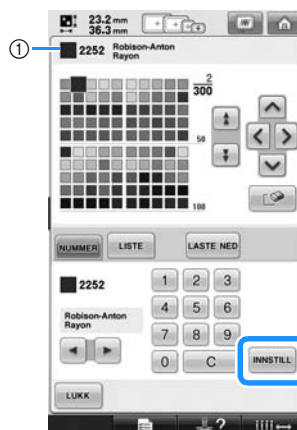 23.2 mm
36.3 mm
① 2252 Robison-Anton
Rayon
2
300
50
100
NUMMER LISTE LASTE NED
2252 1 2 3
Robison-Anton
Rayon
4 5 6
7 8 9
0 C INNSTILL
LUKK
?